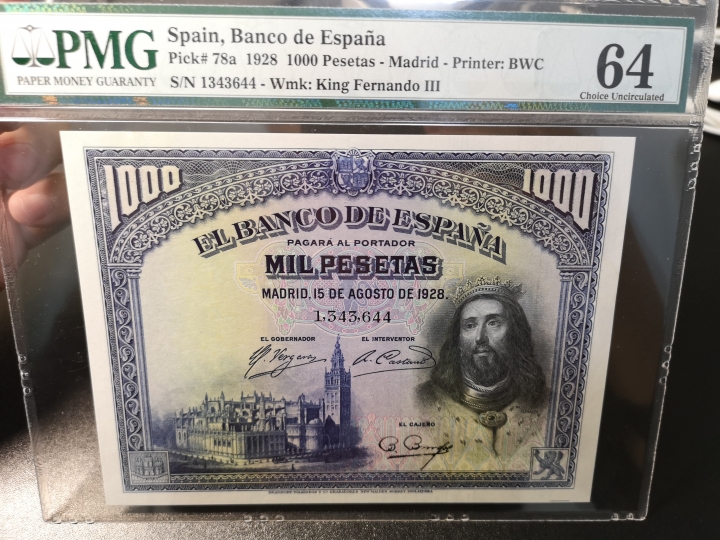 PMG
PAPER MONEY GUARANTY
Spain, Banco de España
Pick# 78a 1928 1000 Pesetas - Madrid - Printer: BWC
S/N 1343644 - Wmk: King Fernando III
64
Choice Uncirculated
1000
1000
EL BANCO DE ESPAÑA
PAGARÁ AL PORTADOR
MIL PESETAS
MADRID, 15 DE AGOSTO DE 1928.
1,343,644
EL GOBERNADOR
EL INTERVENTOR
EL CAJERO